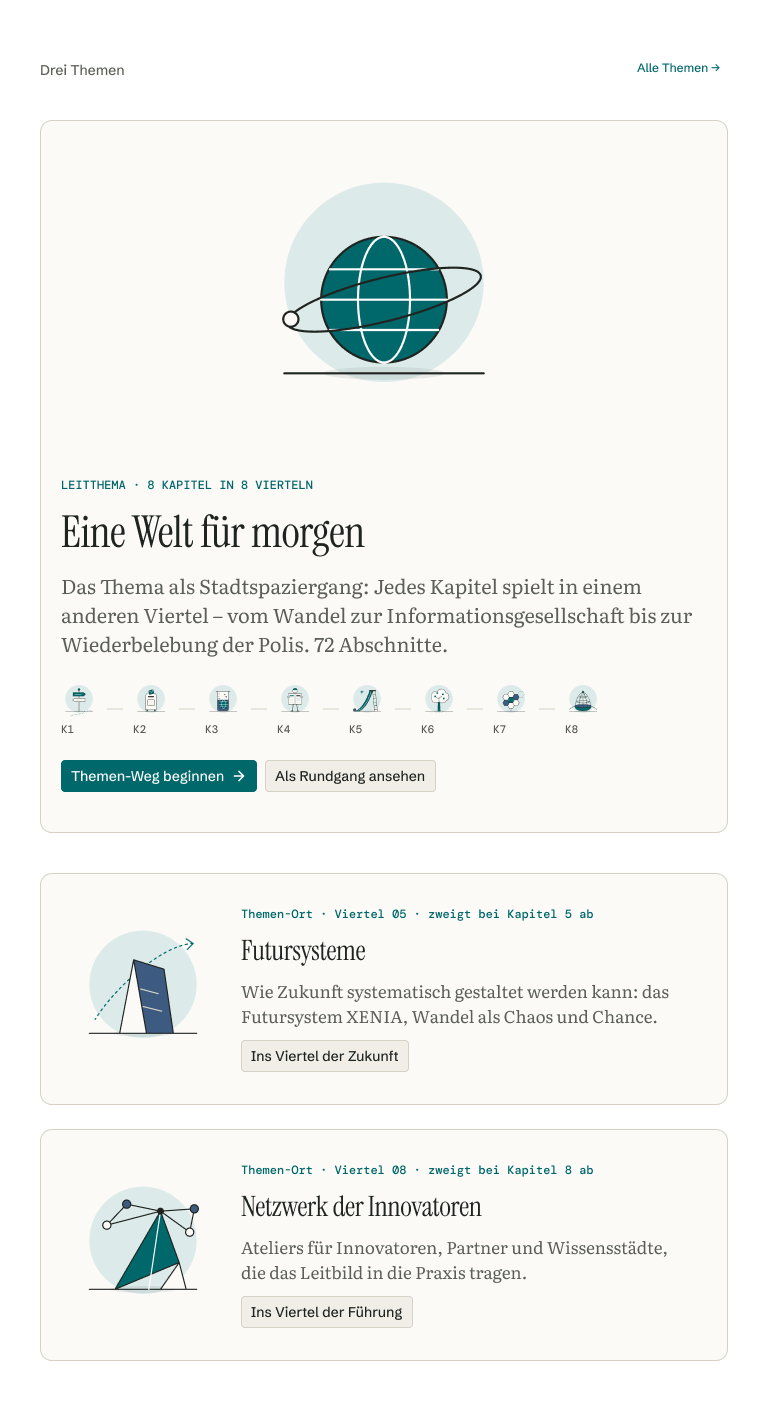 Drei Themen
Alle Themen →
LEITTHEMA · 8 KAPITEL IN 8 VIERTELN
Eine Welt für morgen
Das Thema als Stadtspaziergang: Jedes Kapitel spielt in einem
anderen Viertel – vom Wandel zur Informationsgesellschaft bis zur
Wiederbelebung der Polis. 72 Abschnitte.
K1 K2 K3 K4 K5 K6 K7 K8
Themen-Weg beginnen →
Als Rundgang ansehen
Themen-Ort · Viertel 05 · zweigt bei Kapitel 5 ab
Futursysteme
Wie Zukunft systematisch gestaltet werden kann: das
Futursystem XENIA, Wandel als Chaos und Chance.
Ins Viertel der Zukunft
Themen-Ort · Viertel 08 · zweigt bei Kapitel 8 ab
Netzwerk der Innovatoren
Ateliers für Innovatoren, Partner und Wissensstädte,
die das Leitbild in die Praxis tragen.
Ins Viertel der Führung